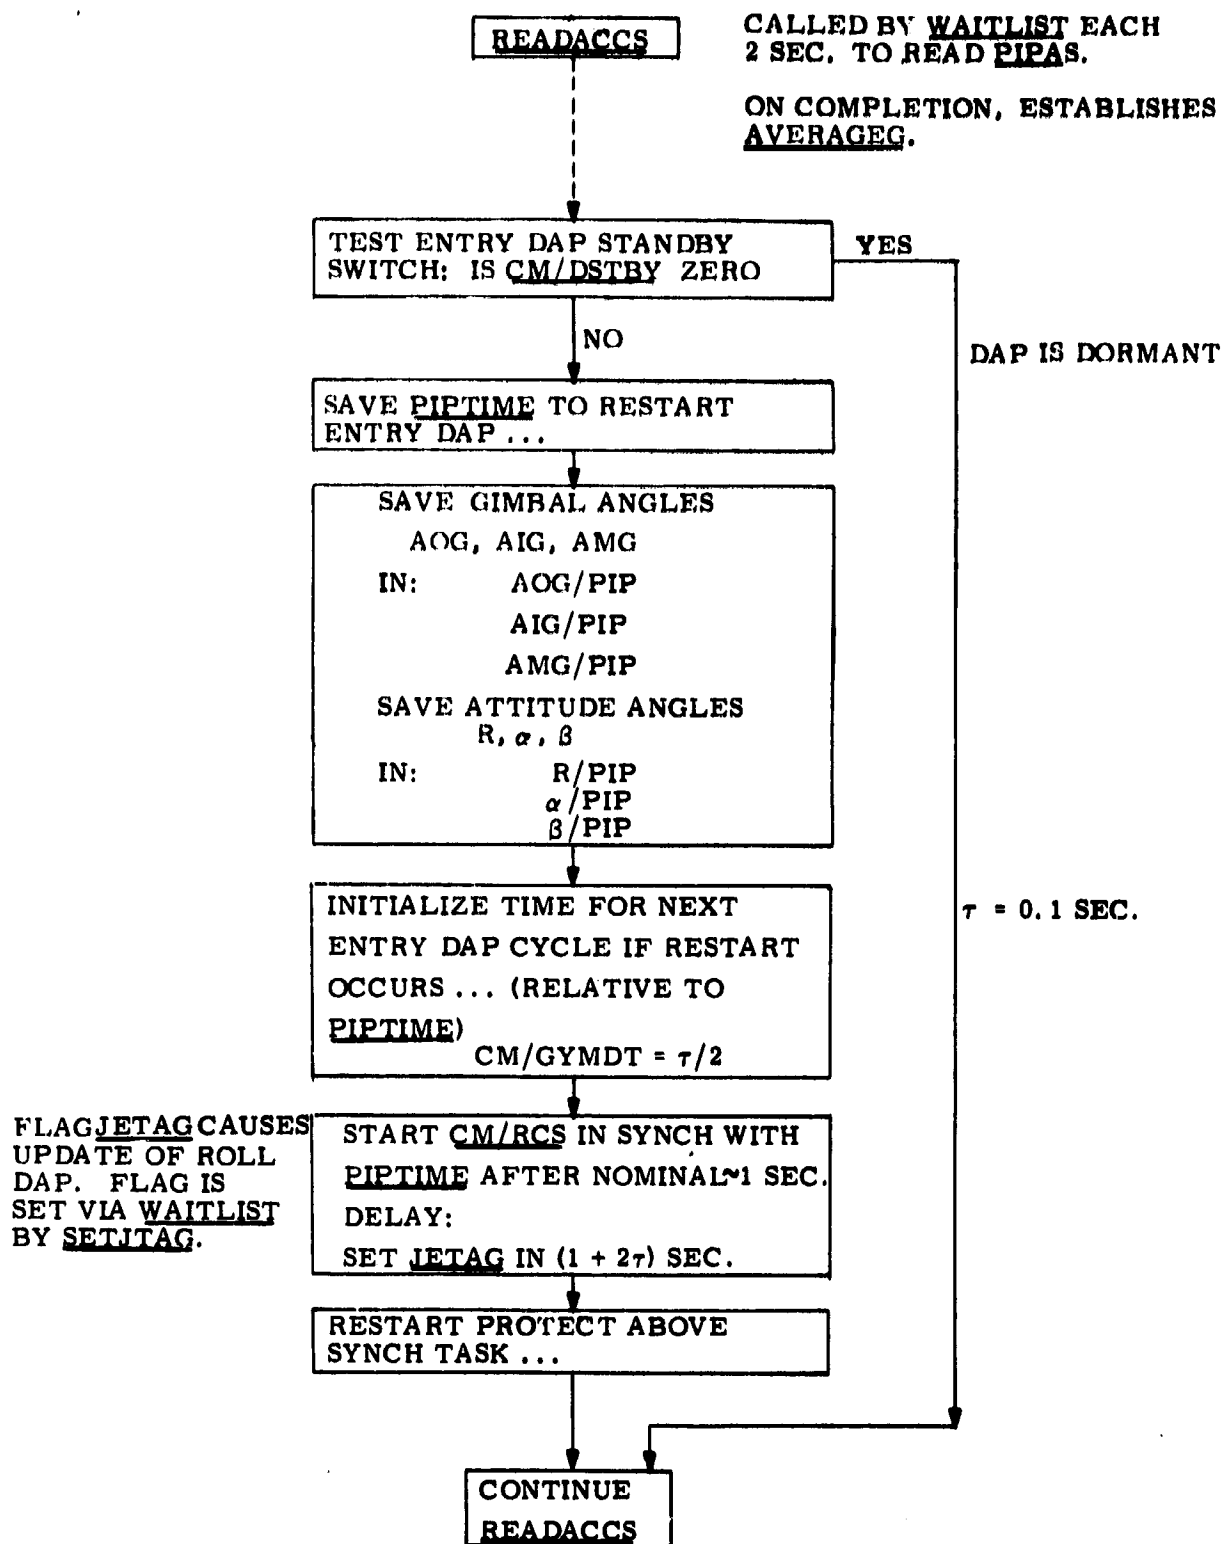 READACCS
CALLED BY WAITLIST EACH
2 SEC. TO READ PIPAS.
ON COMPLETION, ESTABLISHES
AVERAGEG.
TEST ENTRY DAP STANDBY
SWITCH: IS CM/DSTBY ZERO
YES
NO
DAP IS DORMANT
SAVE PIPTIME TO RESTART
ENTRY DAP ...
SAVE GIMBAL ANGLES
AOG, AIG, AMG
IN: AOG/PIP
AIG/PIP
AMG/PIP
SAVE ATTITUDE ANGLES
R, α, β
IN: R/PIP
α/PIP
β/PIP
INITIALIZE TIME FOR NEXT
ENTRY DAP CYCLE IF RESTART
OCCURS ... (RELATIVE TO
PIPTIME)
CM/GYMDT = τ/2
τ = 0.1 SEC.
FLAG JETAG CAUSES
UPDATE OF ROLL
DAP. FLAG IS
SET VIA WAITLIST
BY SETJTAG.
START CM/RCS IN SYNCH WITH
PIPTIME AFTER NOMINAL~1 SEC.
DELAY:
SET JETAG IN (1 + 2τ) SEC.
RESTART PROTECT ABOVE
SYNCH TASK ...
CONTINUE
READACCS